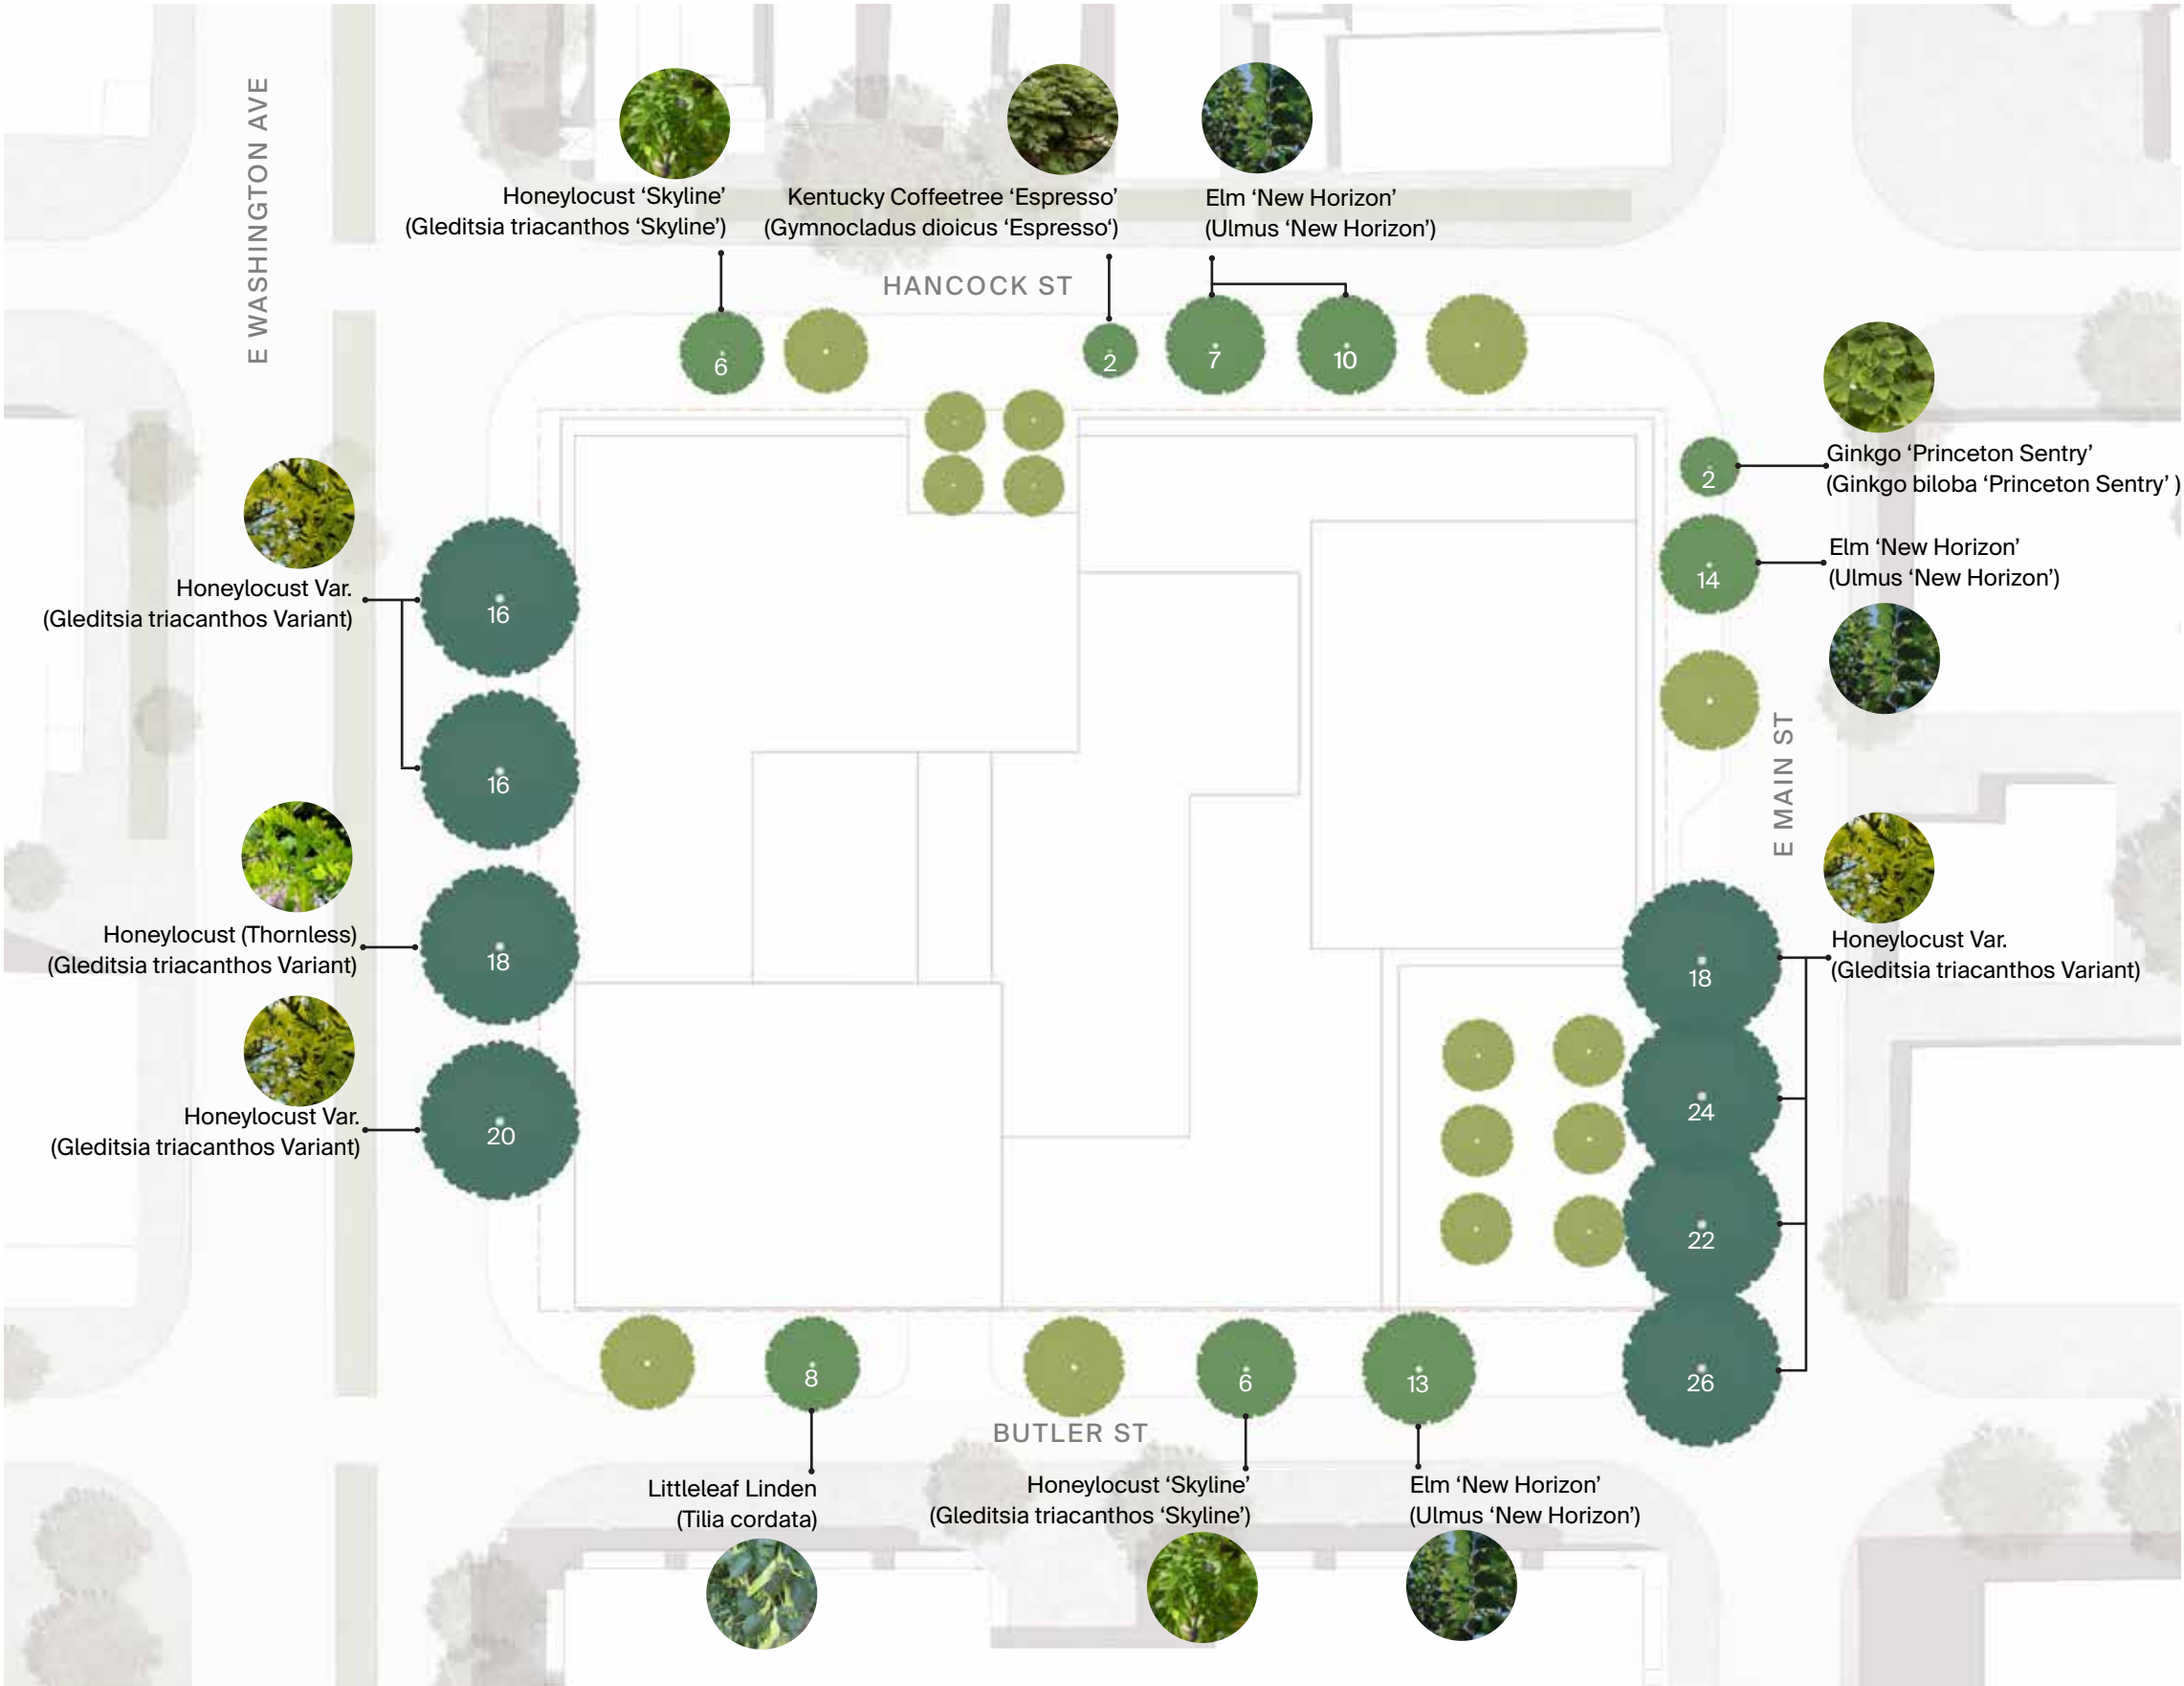 E WASHINGTON AVE
Honeylocust ‘Skyline’
(Gleditsia triacanthos ‘Skyline’)
Kentucky Coffeetree ‘Espresso’
(Gymnocladus dioicus ‘Espresso‘)
Elm ‘New Horizon’
(Ulmus ‘New Horizon’)
HANCOCK ST
6
2
7
10
Ginkgo ‘Princeton Sentry’
(Ginkgo biloba ‘Princeton Sentry’ )
2
Elm ‘New Horizon’
(Ulmus ‘New Horizon’)
14
Honeylocust Var.
(Gleditsia triacanthos Variant)
16
16
E MAIN ST
Honeylocust (Thornless)
(Gleditsia triacanthos Variant)
18
Honeylocust Var.
(Gleditsia triacanthos Variant)
18
24
22
26
Honeylocust Var.
(Gleditsia triacanthos Variant)
20
8
6
13
BUTLER ST
Littleleaf Linden
(Tilia cordata)
Honeylocust ‘Skyline’
(Gleditsia triacanthos ‘Skyline’)
Elm ‘New Horizon’
(Ulmus ‘New Horizon’)